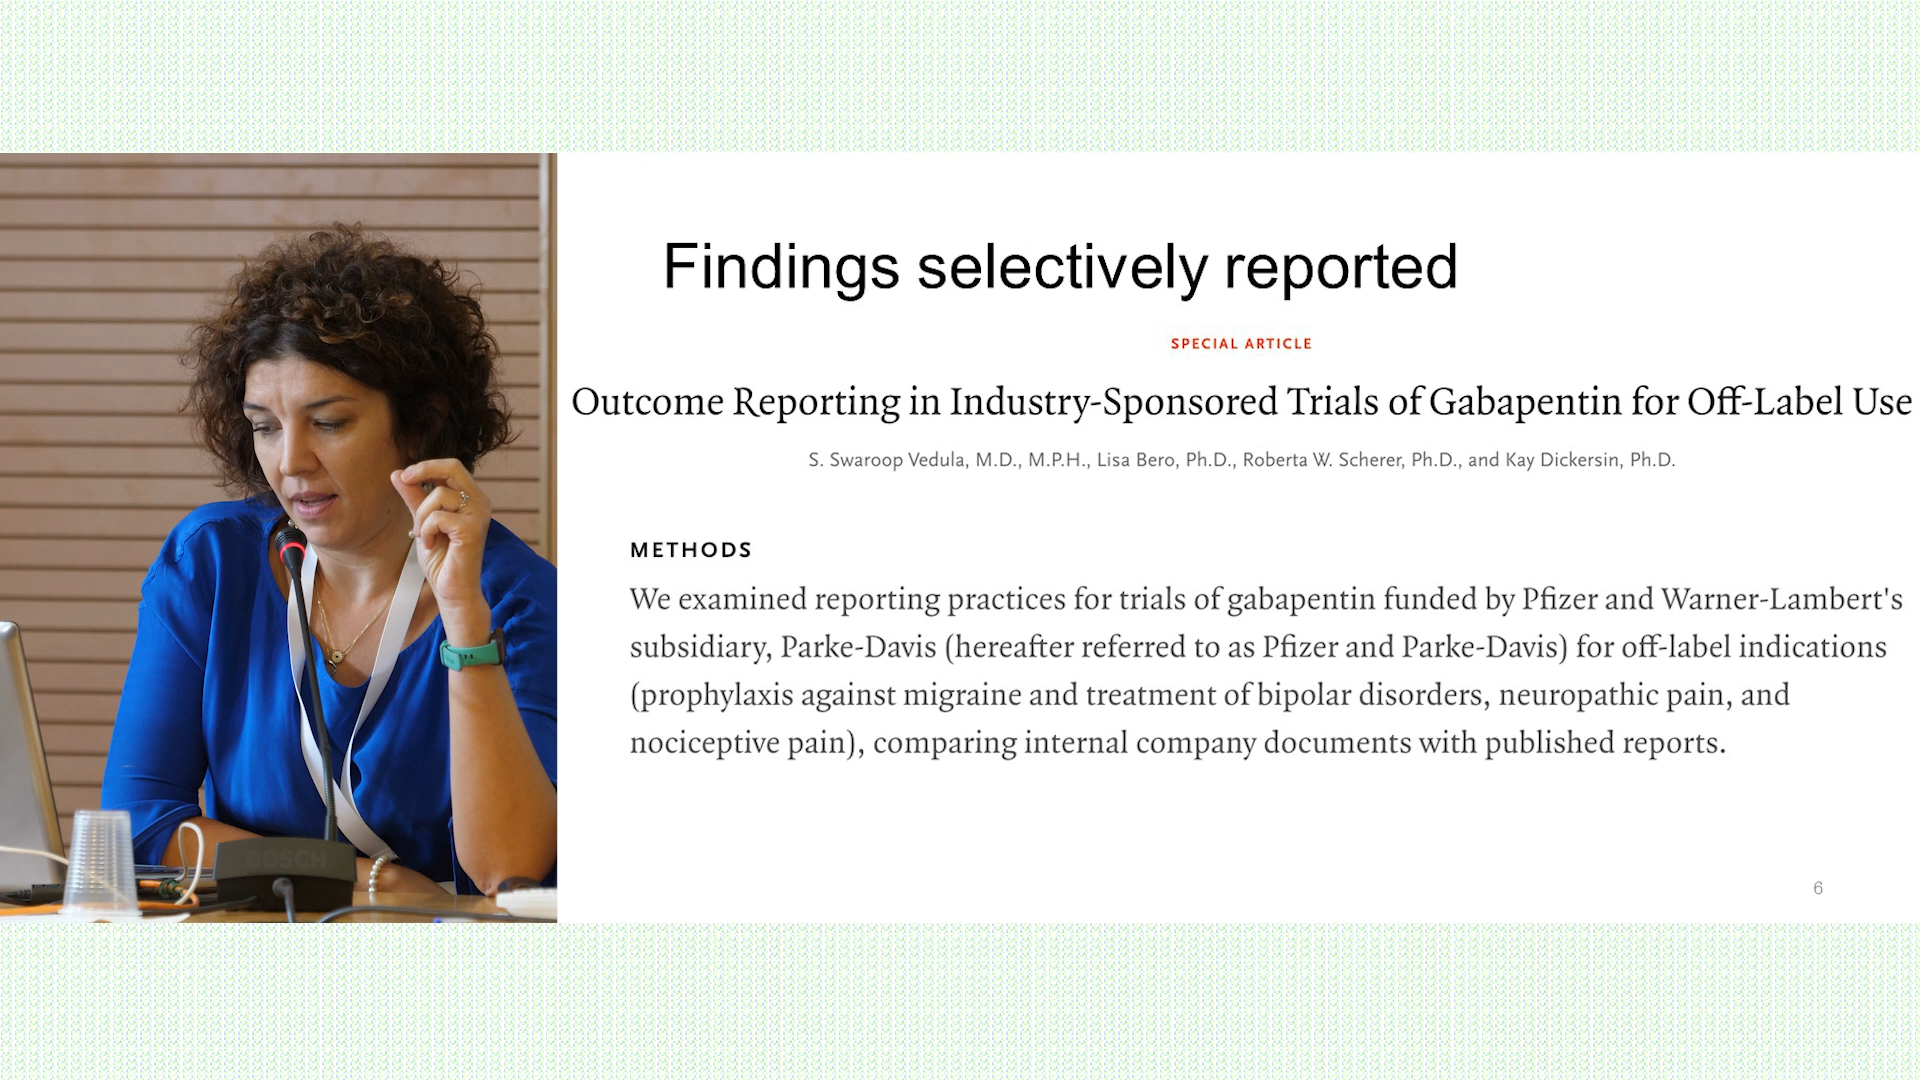 Findings selectively reported
SPECIAL ARTICLE
Outcome Reporting in Industry-Sponsored Trials of Gabapentin for Off-Label Use
S. Swaroop Vedula, M.D., M.P.H., Lisa Bero, Ph.D., Roberta W. Scherer, Ph.D., and Kay Dickersin, Ph.D.
METHODS
We examined reporting practices for trials of gabapentin funded by Pfizer and Warner-Lambert's
subsidiary, Parke-Davis (hereafter referred to as Pfizer and Parke-Davis) for off-label indications
(prophylaxis against migraine and treatment of bipolar disorders, neuropathic pain, and
nociceptive pain), comparing internal company documents with published reports.
BOSCH
6